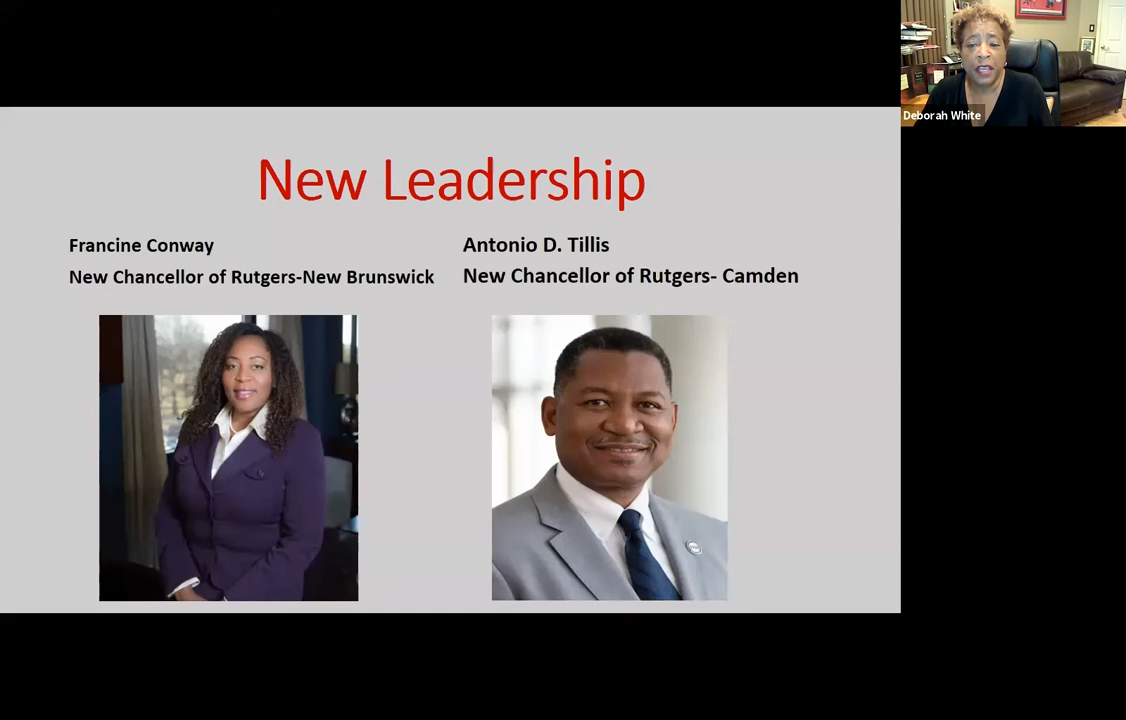 New Leadership
Francine Conway
New Chancellor of Rutgers-New Brunswick
Antonio D. Tillis
New Chancellor of Rutgers- Camden
Deborah White